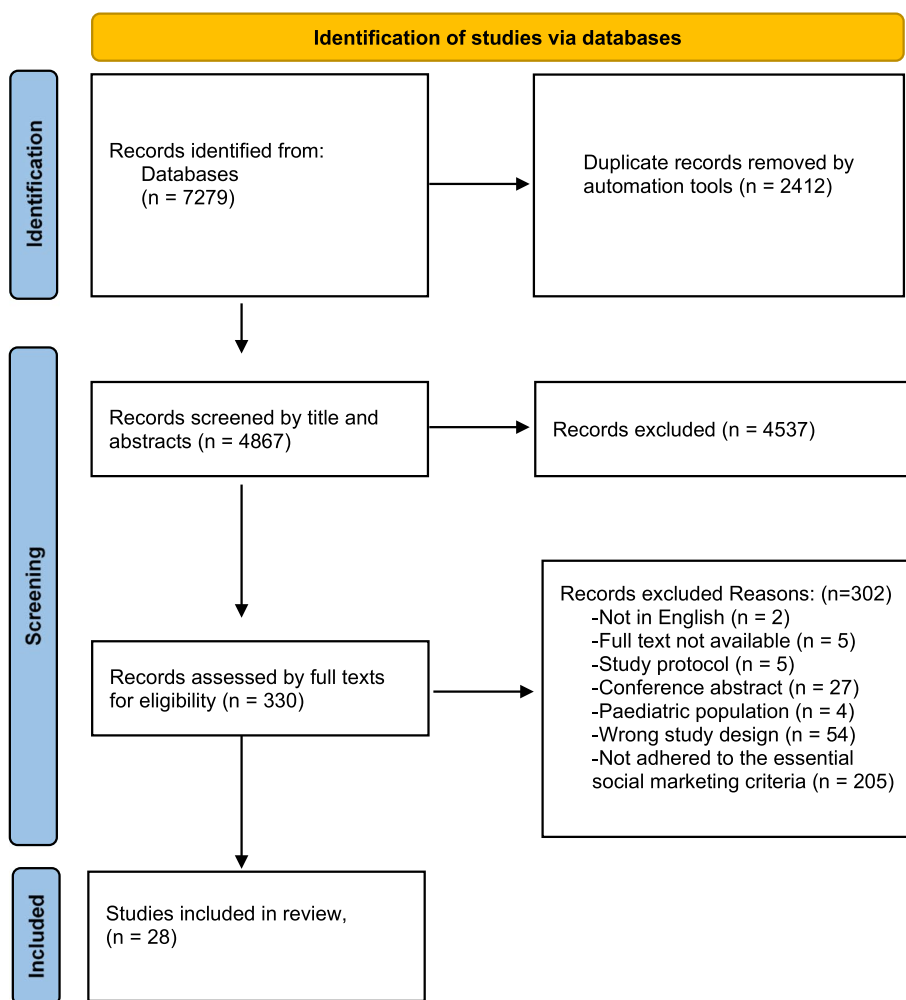 Identification of studies via databases
Identification
Records identified from:
Databases
(n = 7279)
Duplicate records removed by
automation tools (n = 2412)
Screening
Records screened by title and
abstracts (n = 4867)
Records excluded (n = 4537)
Records assessed by full texts
for eligibility (n = 330)
Records excluded Reasons: (n=302)
-Not in English (n = 2)
-Full text not available (n = 5)
-Study protocol (n = 5)
-Conference abstract (n = 27)
-Paediatric population (n = 4)
-Wrong study design (n = 54)
-Not adhered to the essential
social marketing criteria (n = 205)
Included
Studies included in review,
(n = 28)